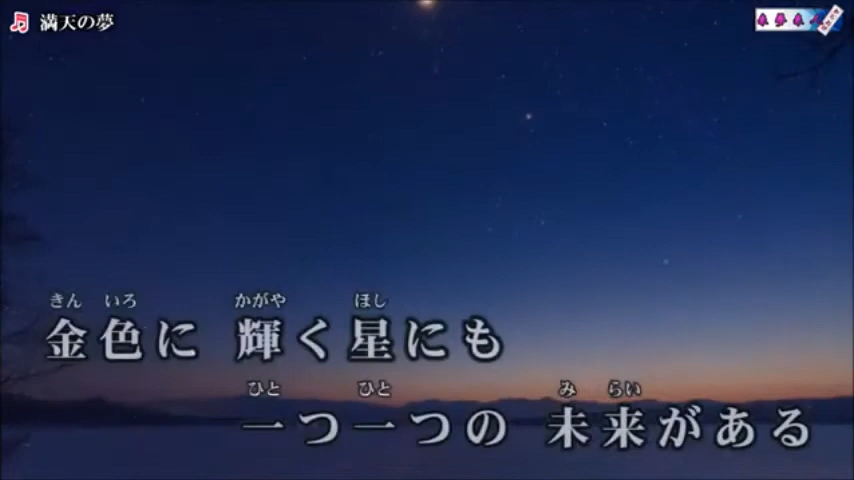 満天の夢
きん いろ かがや ほし
金色に 輝く星にも
ひと ひと み らい
一つ一つの 未来がある